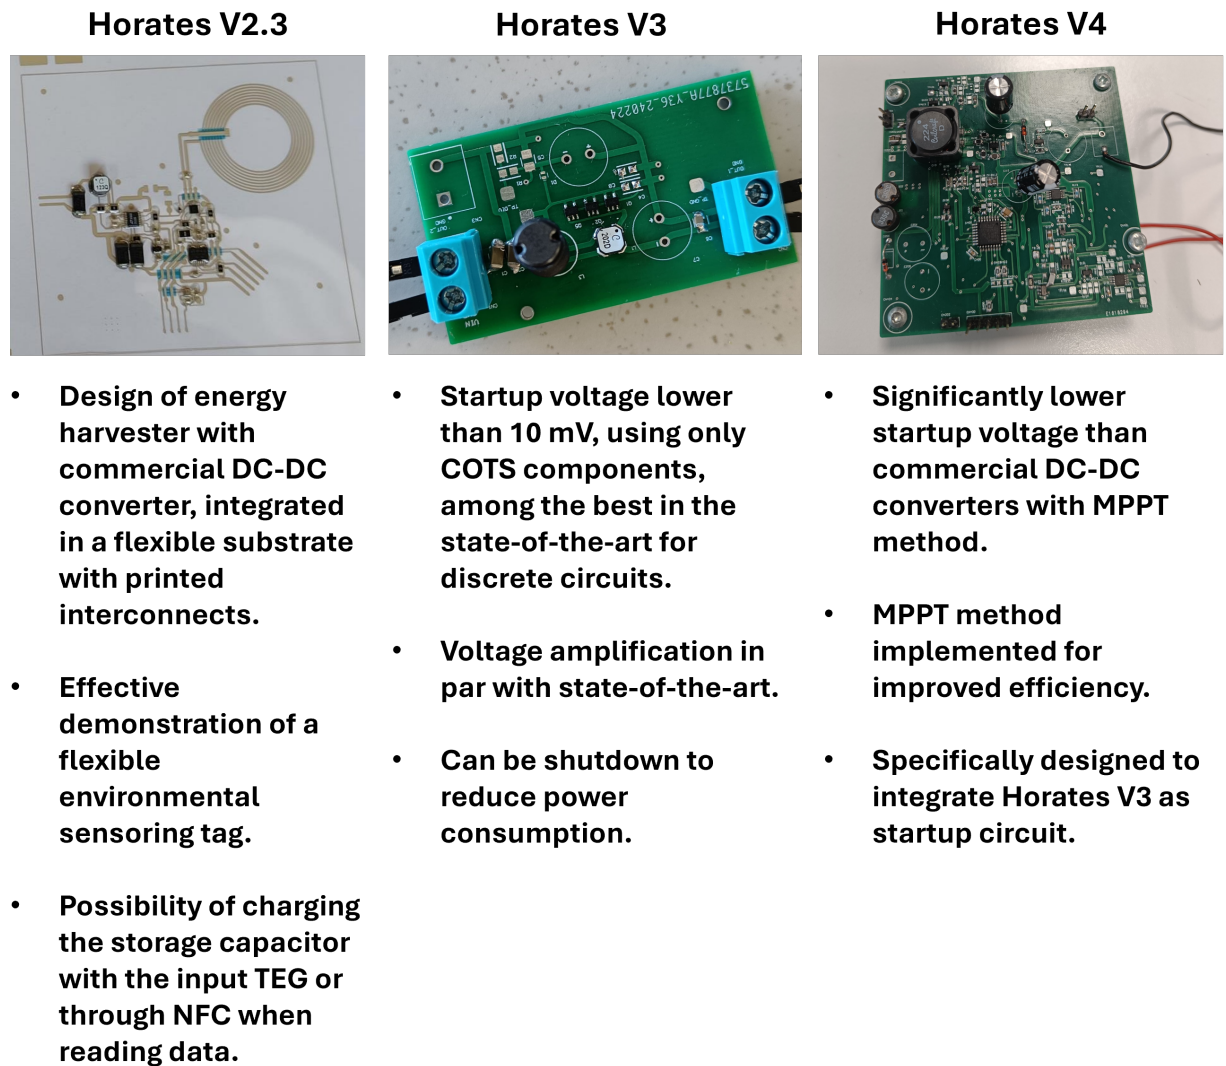 Horates V2.3
Horates V3
Horates V4
5737877A_Y36_240224
• Design of energy
harvester with
commercial DC-DC
converter, integrated
in a flexible substrate
with printed
interconnects.
• Effective
demonstration of a
flexible
environmental
sensoring tag.
• Possibility of charging
the storage capacitor
with the input TEG or
through NFC when
reading data.
• Startup voltage lower
than 10 mV, using only
COTS components,
among the best in the
state-of-the-art for
discrete circuits.
• Voltage amplification in
par with state-of-the-art.
• Can be shutdown to
reduce power
consumption.
• Significantly lower
startup voltage than
commercial DC-DC
converters with MPPT
method.
• MPPT method
implemented for
improved efficiency.
• Specifically designed to
integrate Horates V3 as
startup circuit.